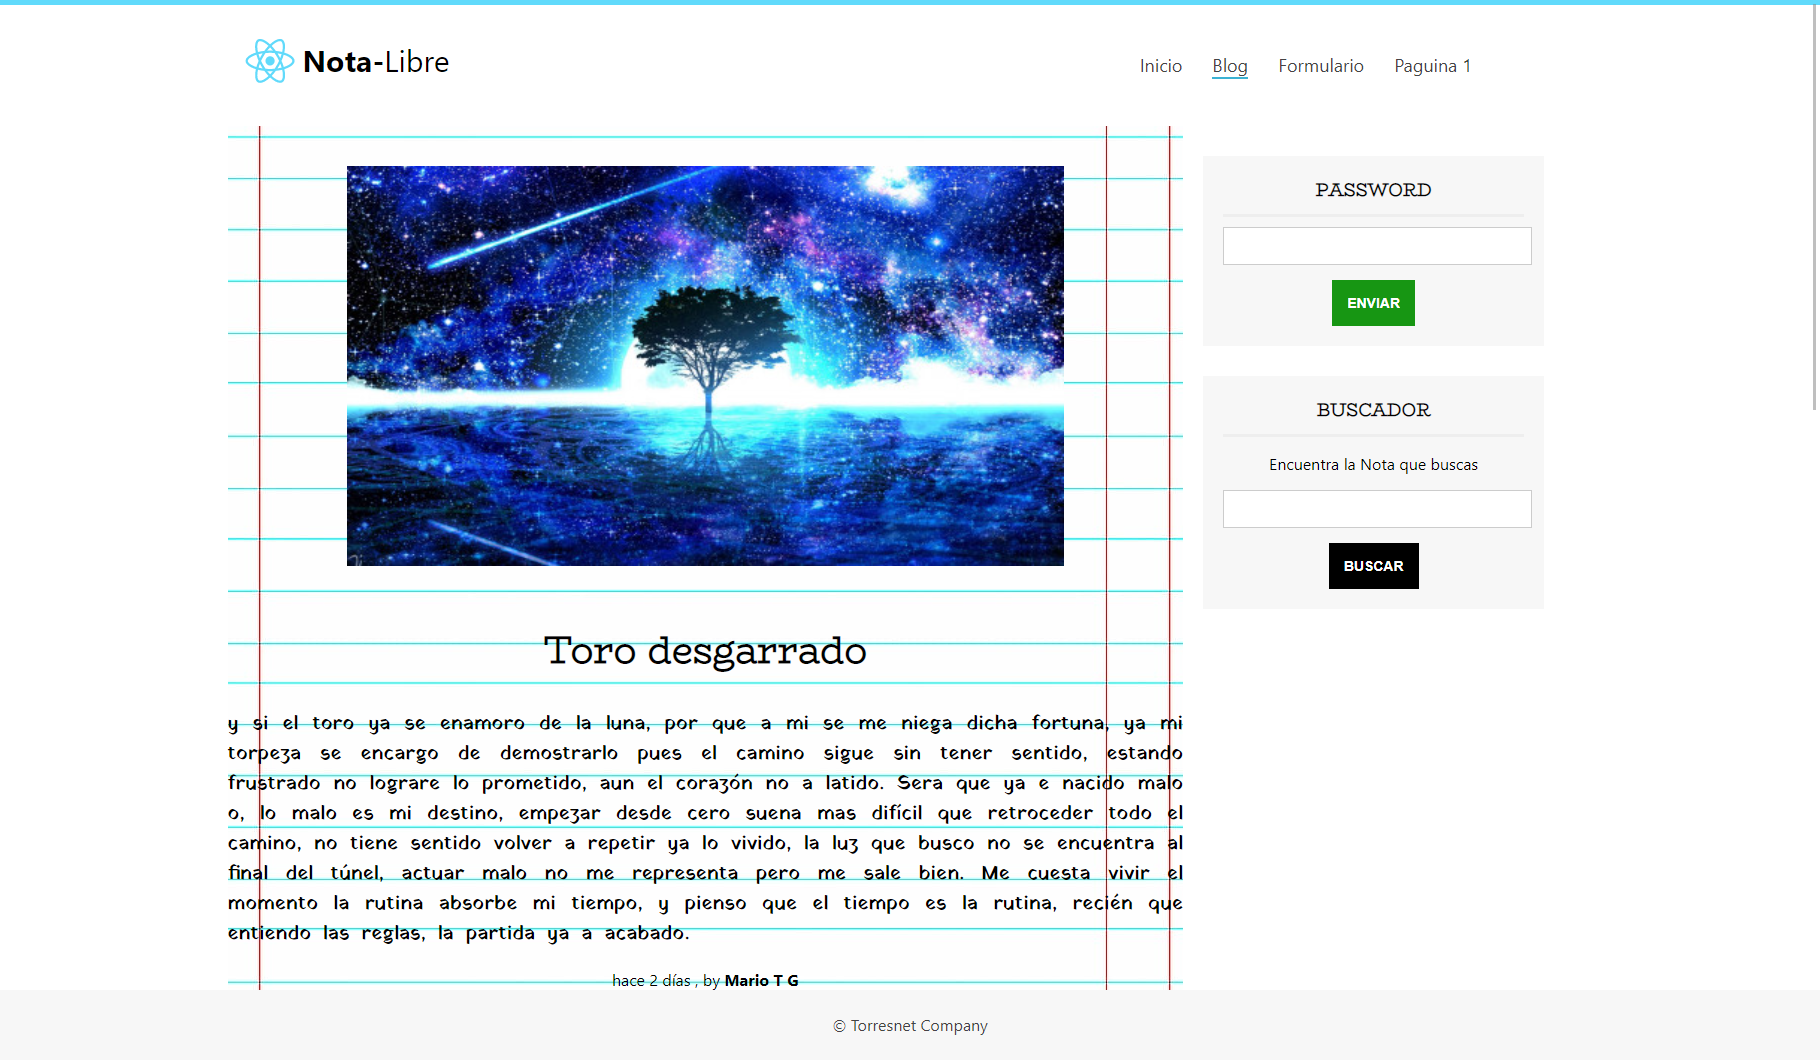 Nota-Libre
Inicio Blog Formulario Paguina 1
PASSWORD
ENVIAR
BUSCADOR
Encuentra la Nota que buscas
BUSCAR
Toro desgarrado
y si el toro ya se enamoro de la luna, por que a mi se me niega dicha fortuna, ya mi
torpeza se encargo de demostrarlo pues el camino sigue sin tener sentido, estando
frustrado no lograre lo prometido, aun el corazón no a latido. Sera que ya e nacido malo
o, lo malo es mi destino, empezar desde cero suena mas difícil que retroceder todo el
camino, no tiene sentido volver a repetir ya lo vivido, la luz que busco no se encuentra al
final del túnel, actuar malo no me representa pero me sale bien. Me cuesta vivir el
momento la rutina absorbe mi tiempo, y pienso que el tiempo es la rutina, recién que
entiendo las reglas, la partida ya a acabado.
hace 2 días , by Mario T G
© Torresnet Company